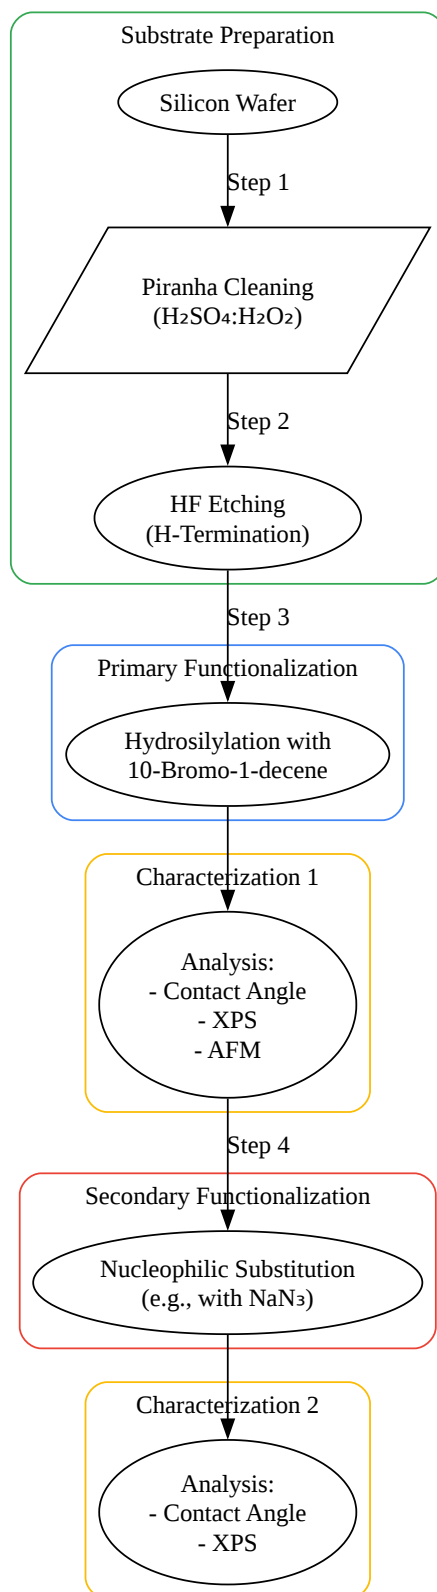 Substrate Preparation
Silicon Wafer
Step 1
Piranha Cleaning
(H₂SO₄:H₂O₂)
Step 2
HF Etching
(H-Termination)
Step 3
Primary Functionalization
Hydrosilylation with
10-Bromo-1-decene
Characterization 1
Analysis:
- Contact Angle
- XPS
- AFM
Step 4
Secondary Functionalization
Nucleophilic Substitution
(e.g., with NaN₃)
Characterization 2
Analysis:
- Contact Angle
- XPS